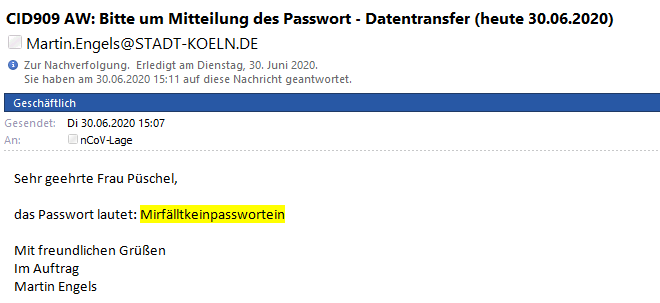 CID909 AW: Bitte um Mitteilung des Passwort - Datentransfer (heute 30.06.2020)
Martin.Engels@STADT-KOELN.DE
Zur Nachverfolgung. Erledigt am Dienstag, 30. Juni 2020.
Sie haben am 30.06.2020 15:11 auf diese Nachricht geantwortet.
Geschäftlich
Gesendet: Di 30.06.2020 15:07
An: nCoV-Lage
Sehr geehrte Frau Püschel,
das Passwort lautet: Mirfälltkeinpasswortein
Mit freundlichen Grüßen
Im Auftrag
Martin Engels